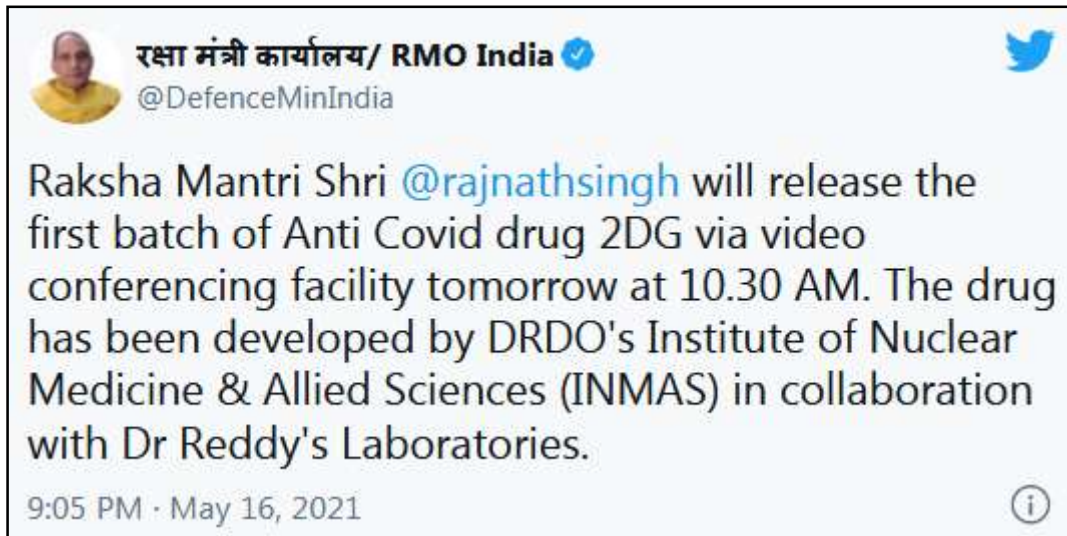 रक्षा मंत्री कार्यालय/ RMO India
@DefenceMinIndia
Raksha Mantri Shri @rajnathsingh will release the
first batch of Anti Covid drug 2DG via video
conferencing facility tomorrow at 10.30 AM. The drug
has been developed by DRDO's Institute of Nuclear
Medicine & Allied Sciences (INMAS) in collaboration
with Dr Reddy's Laboratories.
9:05 PM · May 16, 2021